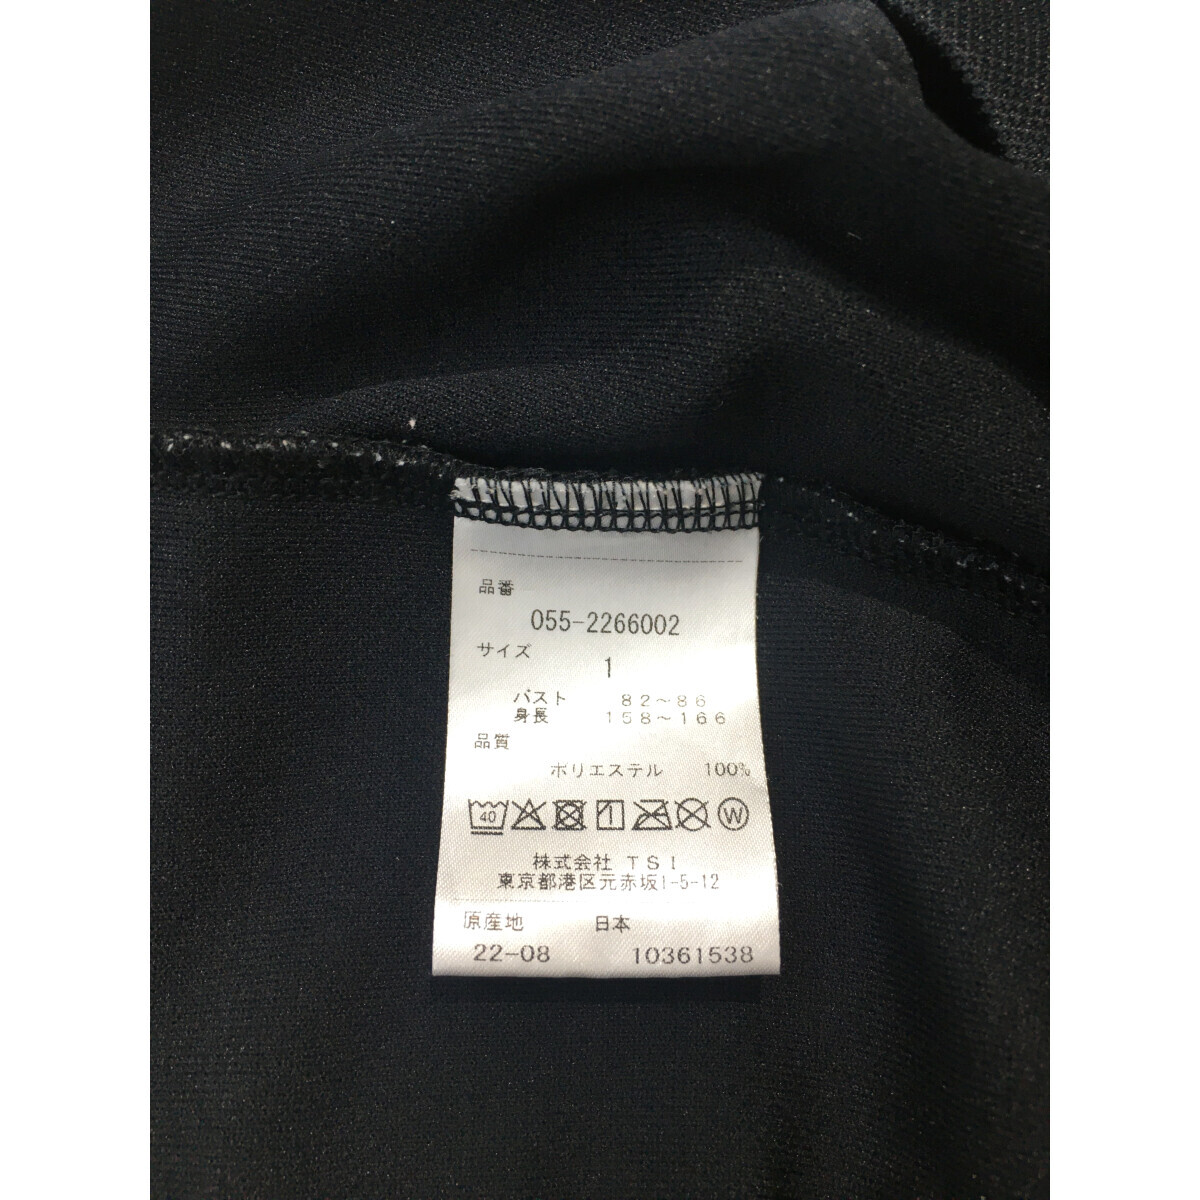 品番
055-2266002
サイズ
1
バスト 82～86
身長 158～166
品質
ポリエステル 100%
40 W
株式会社 TSI
東京都港区元赤坂1-5-12
原産地 日本
22-08 10361538